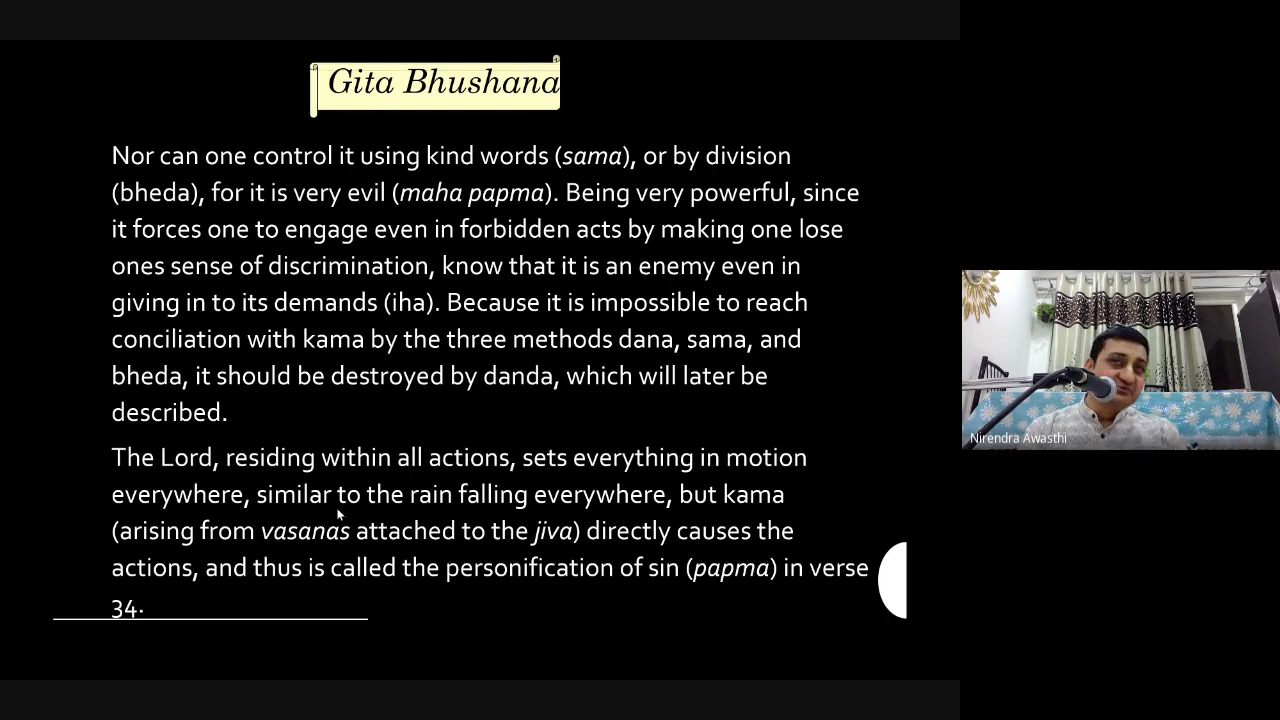 Gita Bhushana
Nor can one control it using kind words (sama), or by division
(bheda), for it is very evil (maha papma). Being very powerful, since
it forces one to engage even in forbidden acts by making one lose
ones sense of discrimination, know that it is an enemy even in
giving in to its demands (iha). Because it is impossible to reach
conciliation with kama by the three methods dana, sama, and
bheda, it should be destroyed by danda, which will later be
described.
The Lord, residing within all actions, sets everything in motion
everywhere, similar to the rain falling everywhere, but kama
(arising from vasanas attached to the jiva) directly causes the
actions, and thus is called the personification of sin (papma) in verse
34.
Nirendra Awasthi